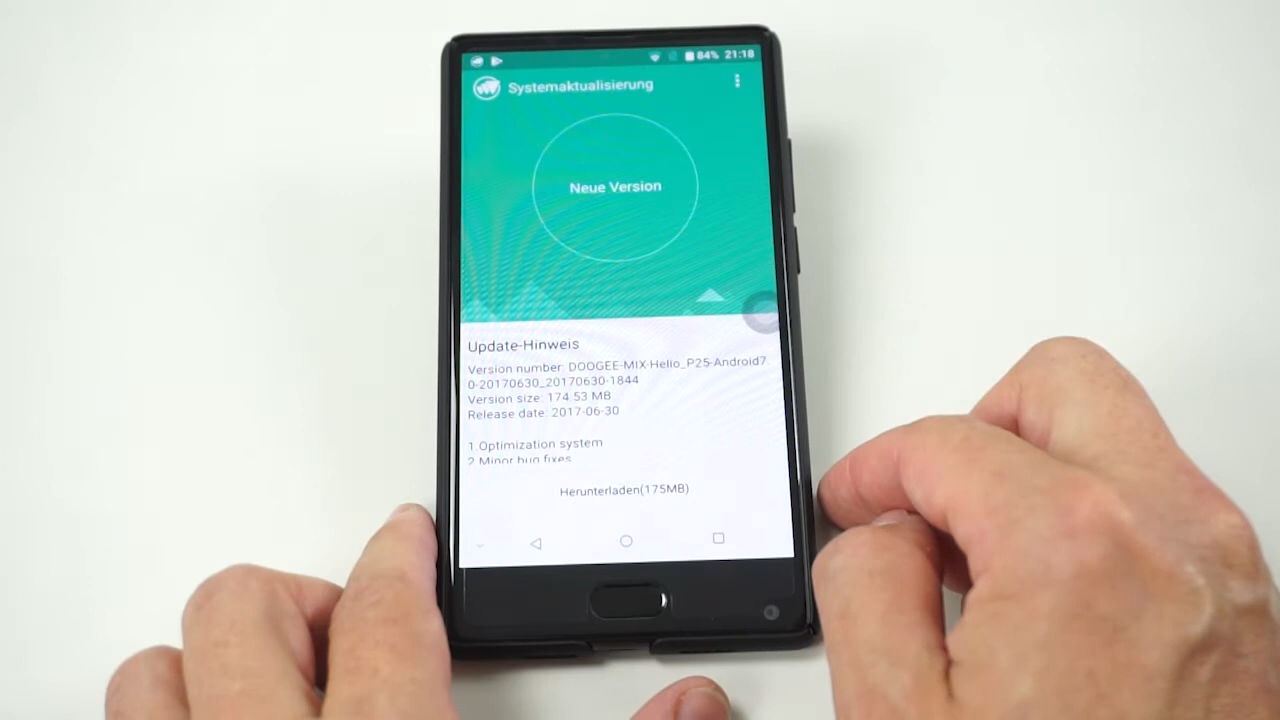 84% 21:18
Systemaktualisierung
Neue Version
Update-Hinweis
Version number: DOOGEE-MIX-Helio_P25-Android7.
0-20170630_20170630-1844
Version size: 174.53 MB
Release date: 2017-06-30
1.Optimization system
2.Minor bug fixes
Herunterladen(175MB)